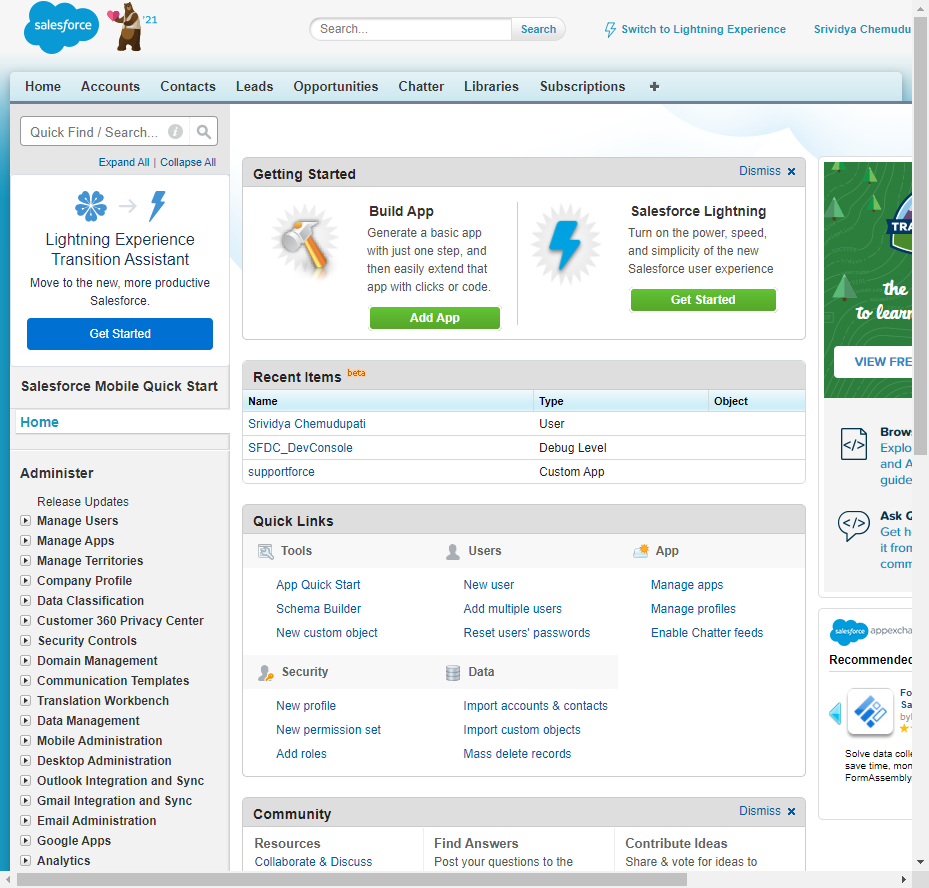 salesforce
'21
Search...
Search
Switch to Lightning Experience
Srividya Chemudu
Home
Accounts
Contacts
Leads
Opportunities
Chatter
Libraries
Subscriptions
+
Quick Find / Search...
Expand All | Collapse All
Lightning Experience
Transition Assistant
Move to the new, more productive
Salesforce.
Get Started
Salesforce Mobile Quick Start
Home
Administer
Release Updates
Manage Users
Manage Apps
Manage Territories
Company Profile
Data Classification
Customer 360 Privacy Center
Security Controls
Domain Management
Communication Templates
Translation Workbench
Data Management
Mobile Administration
Desktop Administration
Outlook Integration and Sync
Gmail Integration and Sync
Email Administration
Google Apps
Analytics
Getting Started
Dismiss
Build App
Generate a basic app
with just one step, and
then easily extend that
app with clicks or code.
Add App
Salesforce Lightning
Turn on the power, speed,
and simplicity of the new
Salesforce user experience
Get Started
Recent Items beta
Name Type Object
Srividya Chemudupati User
SFDC_DevConsole Debug Level
supportforce Custom App
Quick Links
Tools
App Quick Start
Schema Builder
New custom object
Users
New user
Add multiple users
Reset users' passwords
App
Manage apps
Manage profiles
Enable Chatter feeds
Security
New profile
New permission set
Add roles
Data
Import accounts & contacts
Import custom objects
Mass delete records
Community
Dismiss
Resources
Collaborate & Discuss
Find Answers
Post your questions to the
Contribute Ideas
Share & vote for ideas to
TRA
the
to learn
VIEW FRE
Brow
Explo
and A
guide
Ask Q
Get h
it from
comm
salesforce appexcha
Recommended
Fo
Sa
by
Solve data colle
save time, mon
FormAssembly